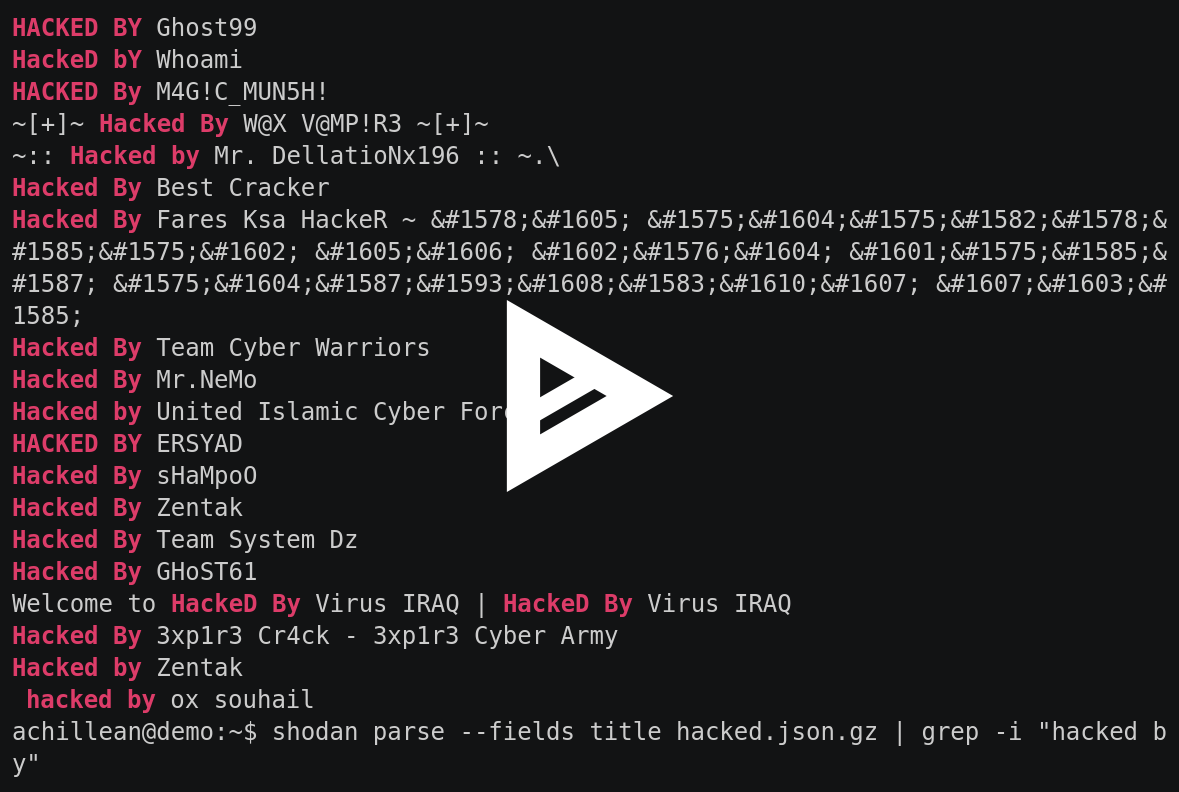 HACKED BY Ghost99
HackeD bY Whoami
HACKED By M4G!C_MUN5H!
~[+]~ Hacked By W@X V@MP!R3 ~[+]~
~:: Hacked by Mr. DellatioNx196 :: ~.\
Hacked By Best Cracker
Hacked By Fares Ksa HackeR ~ &#1578;&#1605; &#1575;&#1604;&#1575;&#1582;&#1578;&
#1585;&#1575;&#1602; &#1605;&#1606; &#1602;&#1576;&#1604; &#1601;&#1575;&#1585;&
#1587; &#1575;&#1604;&#1587;&#1593;&#1608;&#1583;&#1610;&#1607; &#1607;&#1603;&#
1585;
Hacked By Team Cyber Warriors
Hacked By Mr.NeMo
Hacked by United Islamic Cyber
HACKED BY ERSYAD
Hacked By sHaMpoO
Hacked By Zentak
Hacked By Team System Dz
Hacked By GHoST61
Welcome to HackeD By Virus IRAQ | HackeD By Virus IRAQ
Hacked By 3xp1r3 Cr4ck - 3xp1r3 Cyber Army
Hacked by Zentak
hacked by ox souhail
achillean@demo:~$ shodan parse --fields title hacked.json.gz | grep -i "hacked b
y"